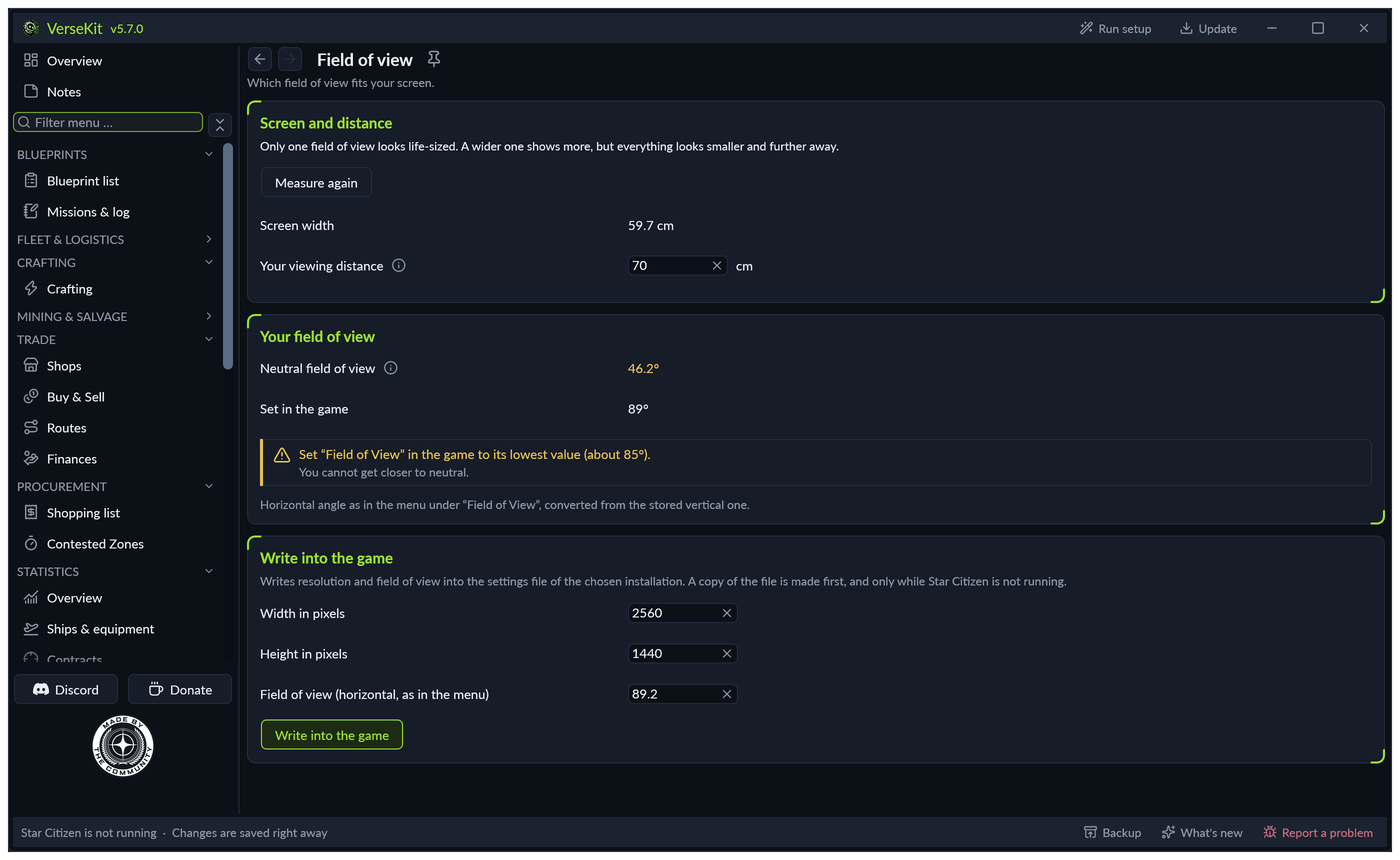 VerseKit v5.7.0
Run setup
Update
Overview
Notes
Filter menu ...
BLUEPRINTS
Blueprint list
Missions & log
FLEET & LOGISTICS
CRAFTING
Crafting
MINING & SALVAGE
TRADE
Shops
Buy & Sell
Routes
Finances
PROCUREMENT
Shopping list
Contested Zones
STATISTICS
Overview
Ships & equipment
Contracts
Discord
Donate
MADE BY
THE COMMUNITY
Field of view
Which field of view fits your screen.
Screen and distance
Only one field of view looks life-sized. A wider one shows more, but everything looks smaller and further away.
Measure again
Screen width 59.7 cm
Your viewing distance 70 cm
Your field of view
Neutral field of view 46.2°
Set in the game 89°
Set “Field of View” in the game to its lowest value (about 85°).
You cannot get closer to neutral.
Horizontal angle as in the menu under “Field of View”, converted from the stored vertical one.
Write into the game
Writes resolution and field of view into the settings file of the chosen installation. A copy of the file is made first, and only while Star Citizen is not running.
Width in pixels 2560
Height in pixels 1440
Field of view (horizontal, as in the menu) 89.2
Write into the game
Star Citizen is not running · Changes are saved right away
Backup
What's new
Report a problem